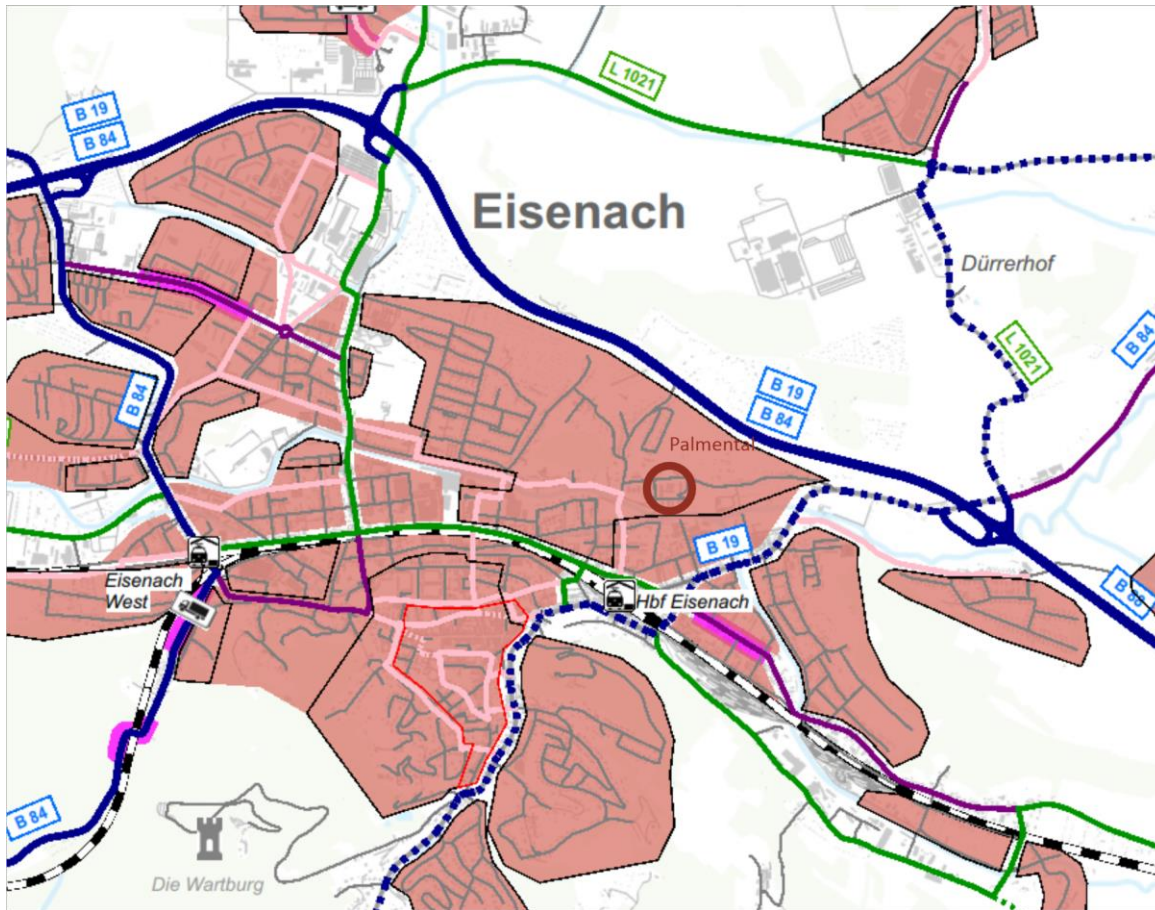 L 1021
B 19
B 84
Eisenach
Dürrerhof
B 84
L 1021
B 84
B 19
B 84
Palmental
B 19
Eisenach
West
Hbf Eisenach
B 88
B 84
Die Wartburg